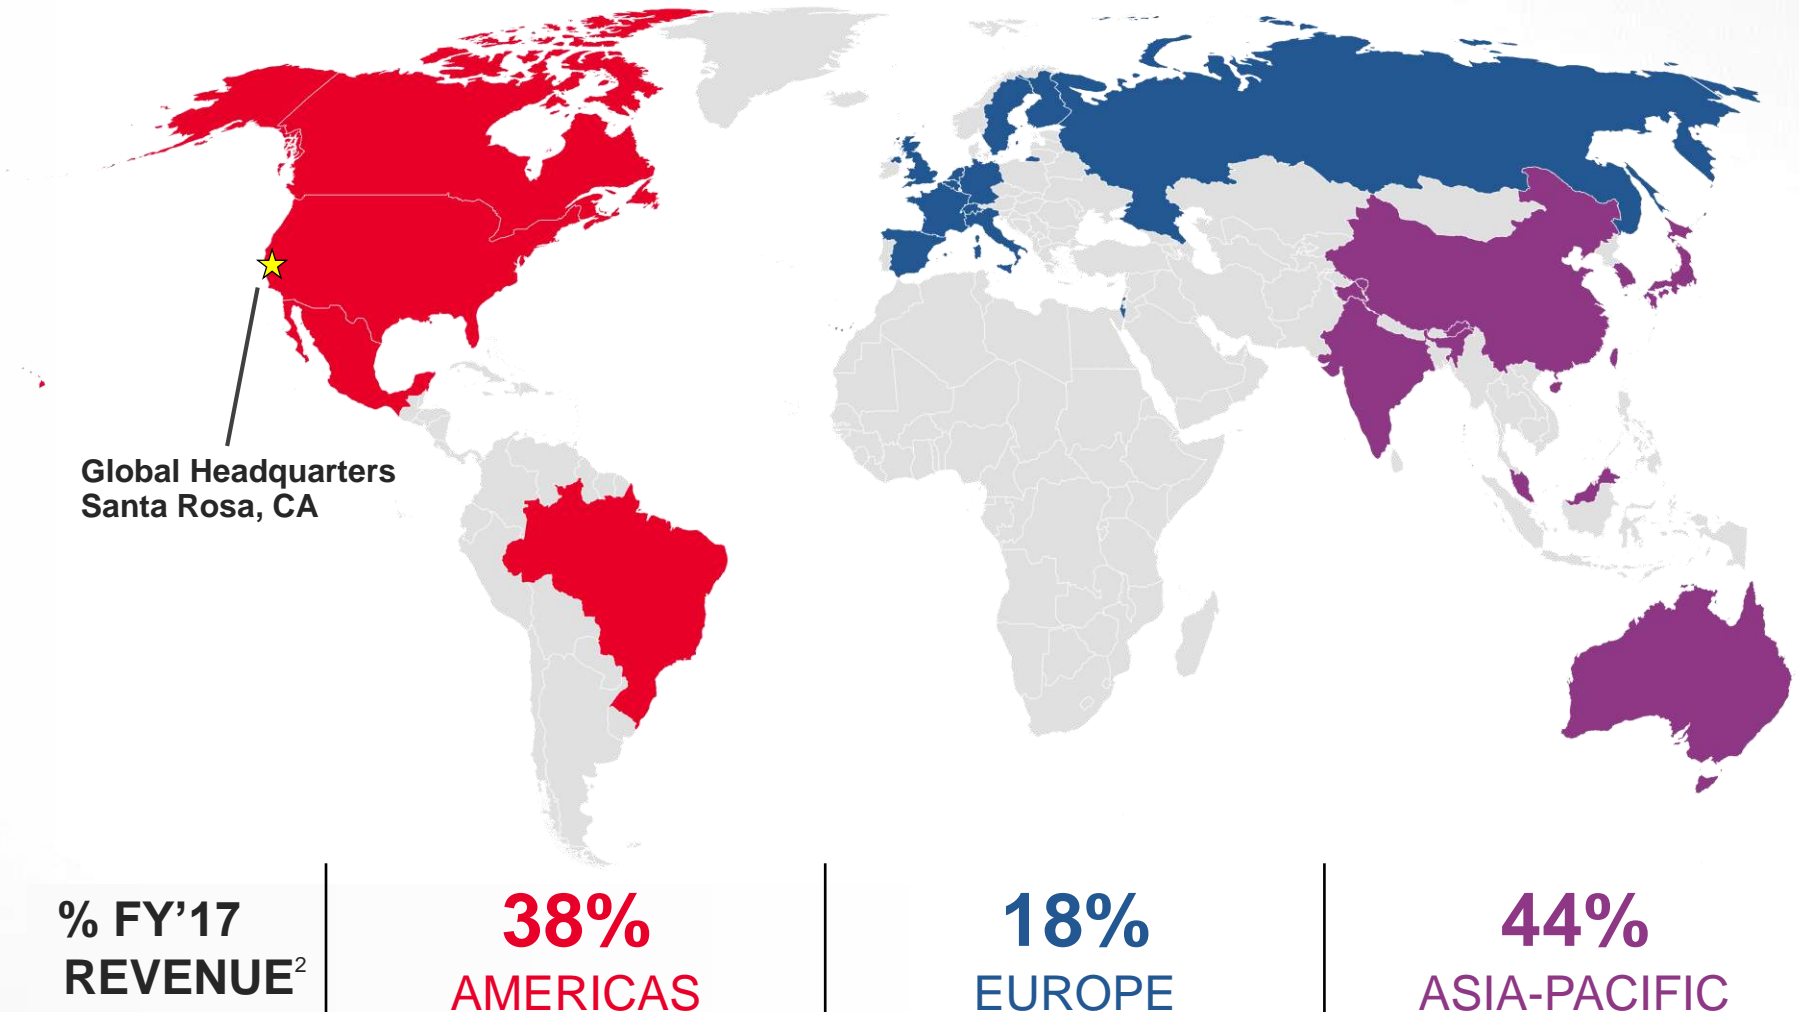 Global Headquarters
Santa Rosa, CA
% FY’17
REVENUE2
38%
AMERICAS
18%
EUROPE
44%
ASIA-PACIFIC